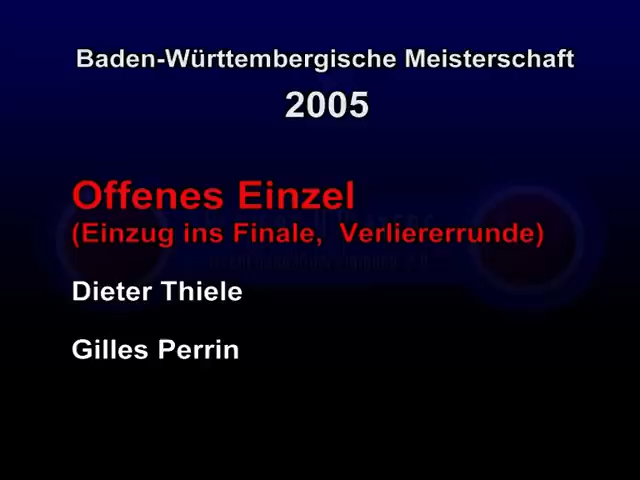 Baden-Württembergische Meisterschaft
2005
Offenes Einzel
(Einzug ins Finale, Verliererrunde)
Dieter Thiele
Gilles Perrin